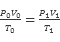 P₀V₀/T₀ = P₁V₁/T₁